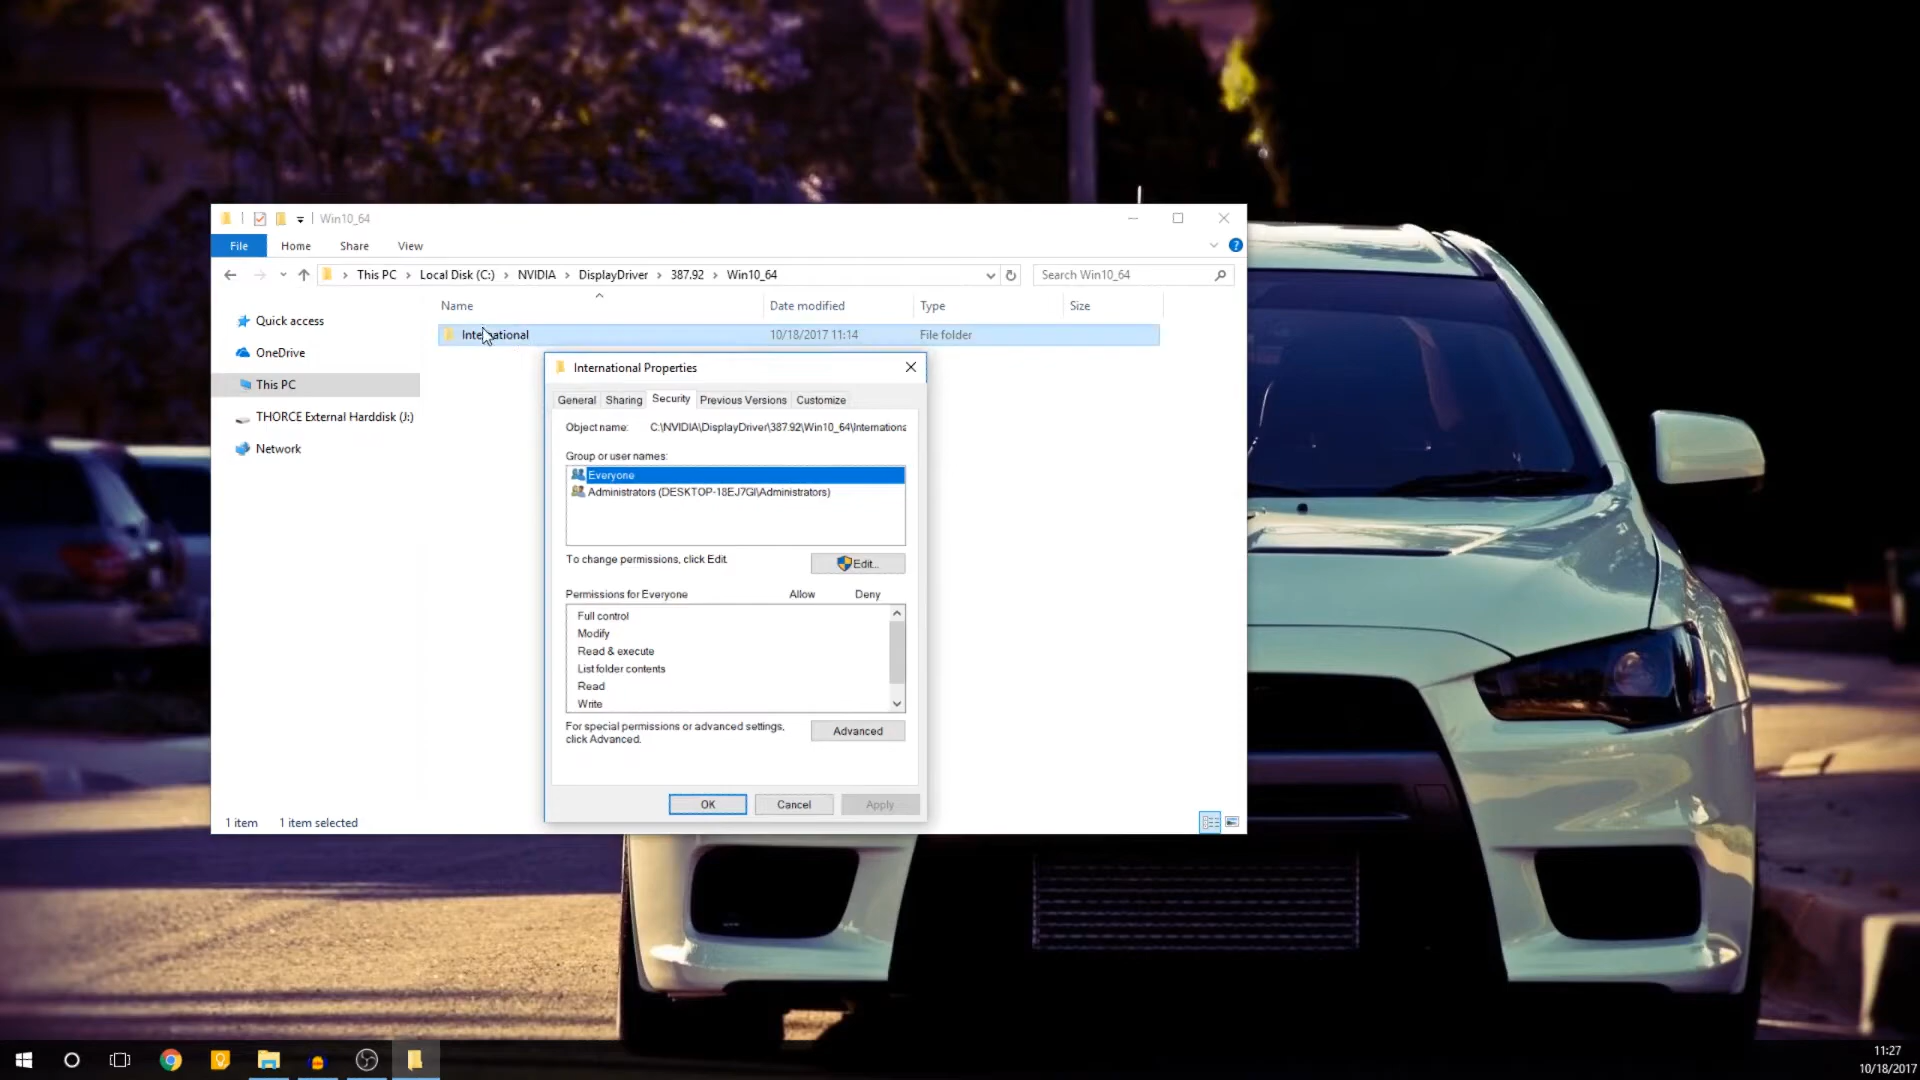 Win10_64
File Home Share View
This PC Local Disk (C:) NVIDIA DisplayDriver 387.92 Win10_64
Search Win10_64
Name Date modified Type Size
International 10/18/2017 11:14 File folder
Quick access
OneDrive
This PC
THORCE External Harddisk (J:)
Network
International Properties
General Sharing Security Previous Versions Customize
Object name: C:\NVIDIA\DisplayDriver\387.92\Win10_64\Internationa
Group or user names:
Everyone
Administrators (DESKTOP-18EJ7GI\Administrators)
To change permissions, click Edit.
Edit...
Permissions for Everyone Allow Deny
Full control
Modify
Read & execute
List folder contents
Read
Write
For special permissions or advanced settings,
click Advanced.
Advanced
OK Cancel Apply
1 item 1 item selected
11:27
10/18/2017